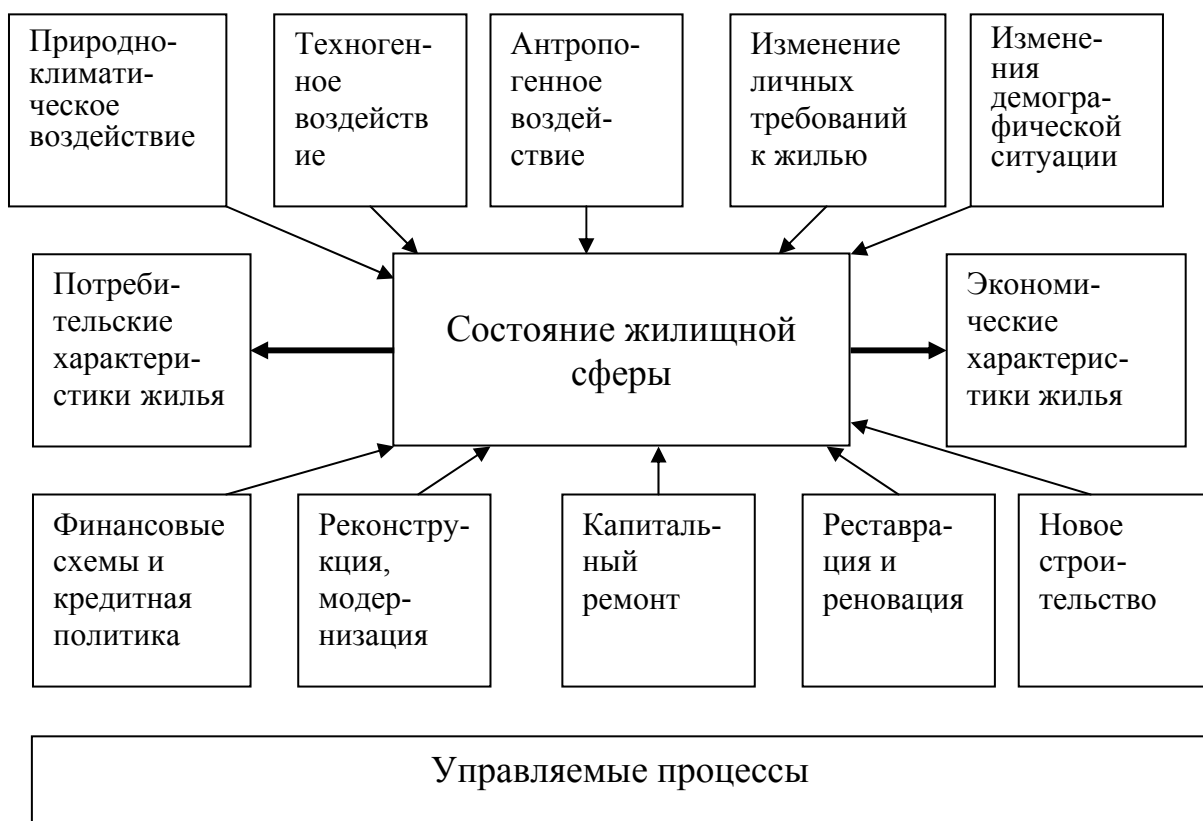 Природно-
климати-
ческое
воздействие
Техноген-
ное
воздейств
ие
Антропо-
генное
воздей-
ствие
Изменение
личных
требований
к жилью
Измене-
ния
демогра-
фической
ситуации
Потреби-
тельские
характери-
стики жилья
Состояние жилищной
сферы
Экономи-
ческие
характерис-
тики жилья
Финансовые
схемы и
кредитная
политика
Реконстру-
кция,
модер-
низация
Капиталь-
ный
ремонт
Реставра-
ция и
реновация
Новое
строи-
тельство
Управляемые процессы